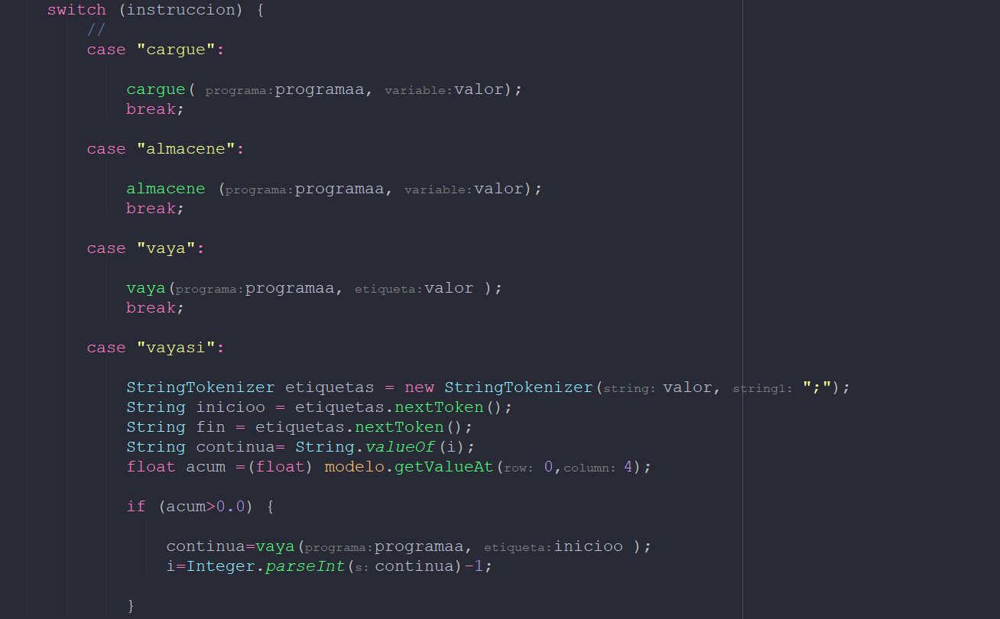 switch (instruccion) {
//
case "cargue":
cargue( programa: programaa, variable: valor);
break;
case "almacene":
almacene (programa: programaa, variable: valor);
break;
case "vaya":
vaya(programa: programaa, etiqueta: valor );
break;
case "vayasi":
StringTokenizer etiquetas = new StringTokenizer(string: valor, string1: ";");
String inicioo = etiquetas.nextToken();
String fin = etiquetas.nextToken();
String continua= String.valueOf(i);
float acum =(float) modelo.getValueAt(row: 0,column: 4);
if (acum>0.0) {
continua=vaya(programa: programaa, etiqueta: inicioo );
i=Integer.parseInt(s: continua)-1;
}